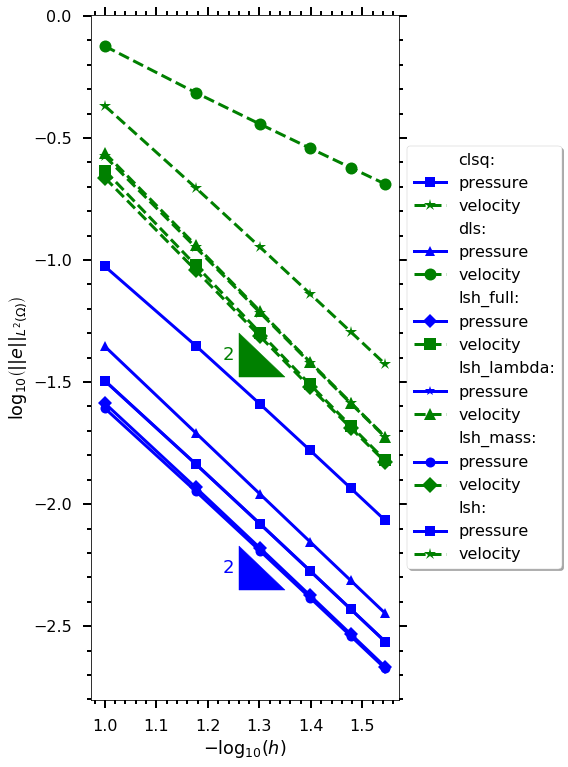 0.0
−0.5
−1.0
−1.5
−2.0
−2.5
log₁₀(||e||_{L²(Ω)})
2
2
1.0 1.1 1.2 1.3 1.4 1.5
−log₁₀(h)
clsq:
pressure
velocity
dls:
pressure
velocity
lsh_full:
pressure
velocity
lsh_lambda:
pressure
velocity
lsh_mass:
pressure
velocity
lsh:
pressure
velocity